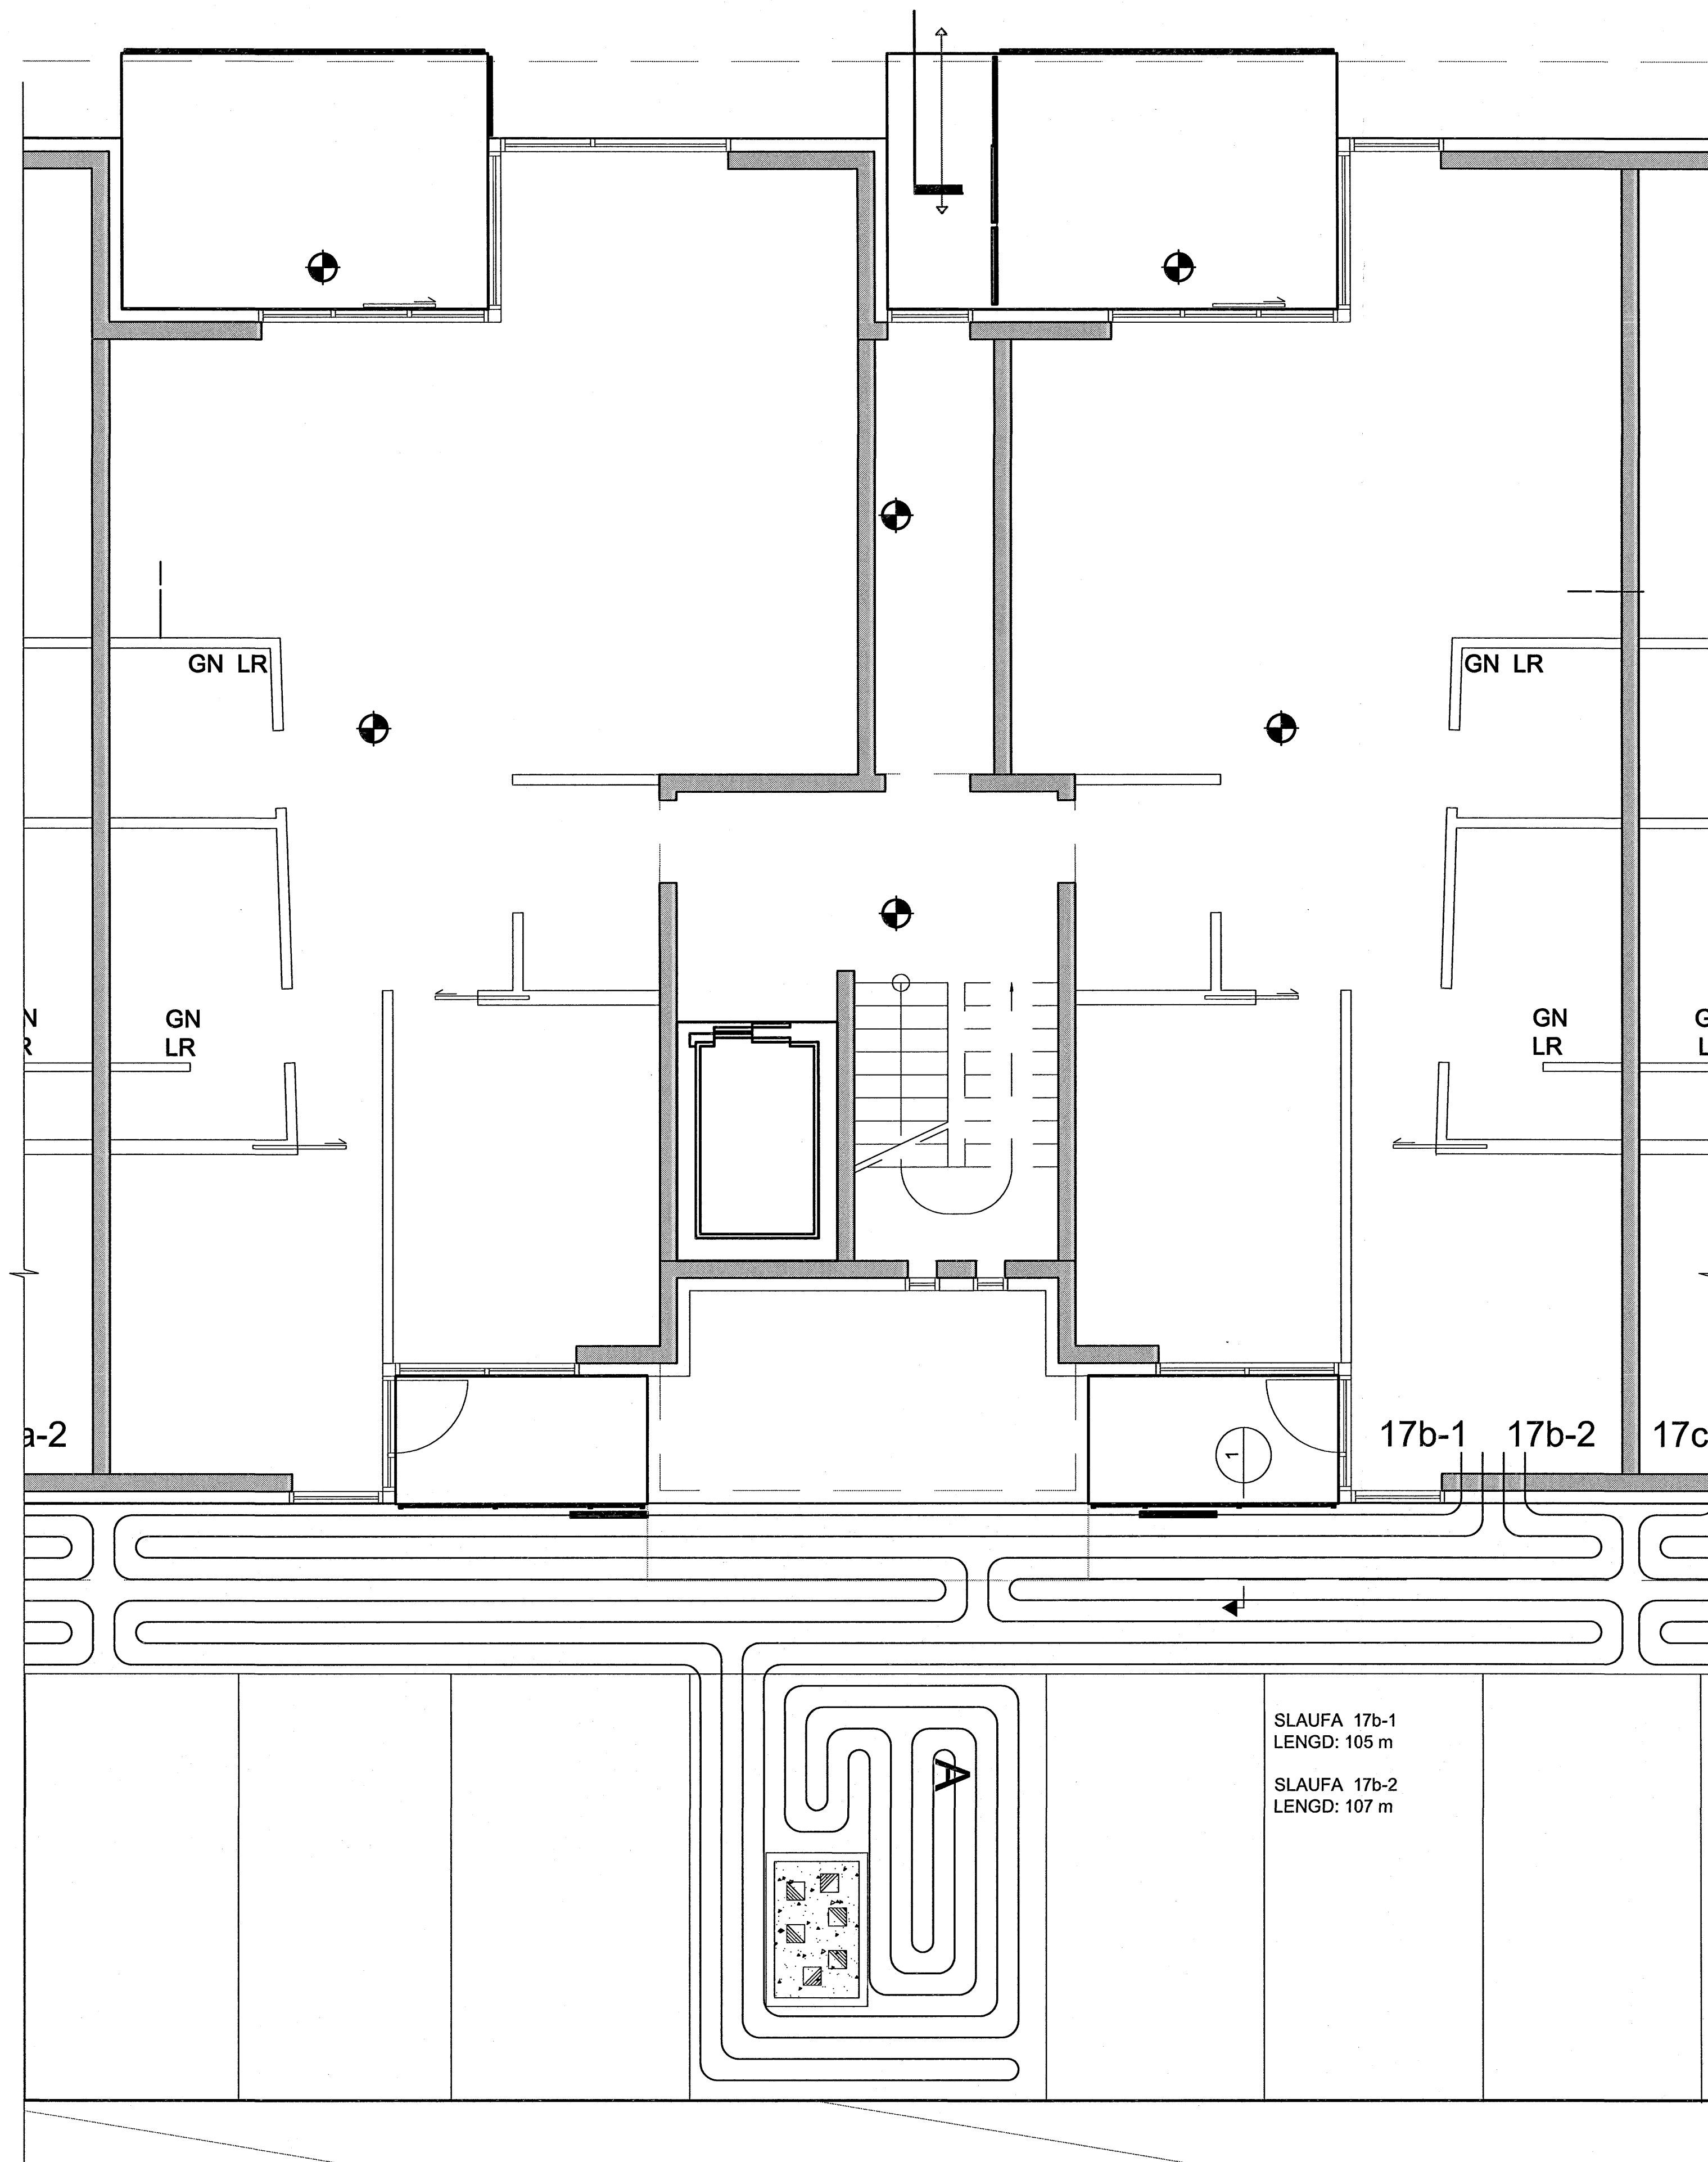 GN LR
GN LR
N
R
GN
LR
GN
LR
G
L
a-2
1
17b-1
17b-2
17c
SLAUFA 17b-1
LENGD: 105 m
SLAUFA 17b-2
LENGD: 107 m
A